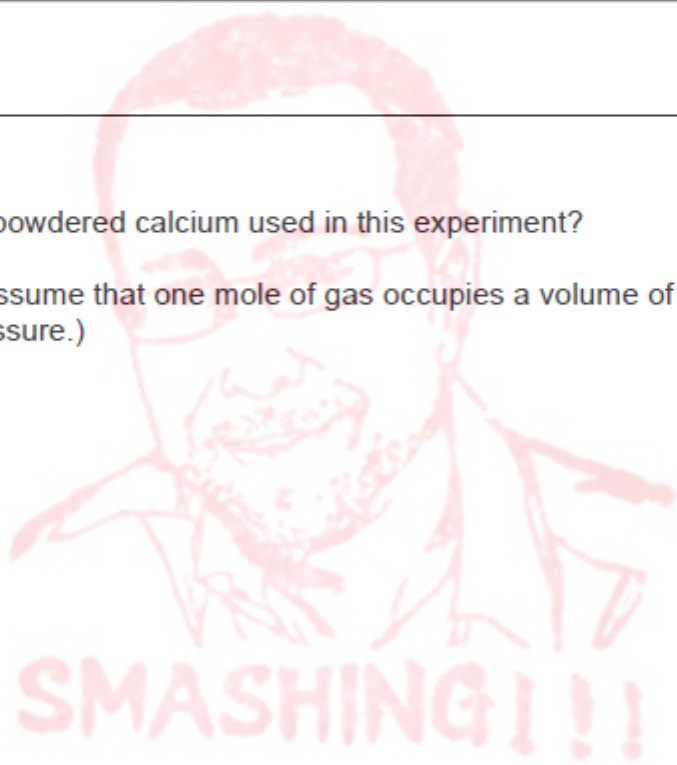 powdered calcium used in this experiment?
ssume that one mole of gas occupies a volume of
ssure.)
SMASHING!!!